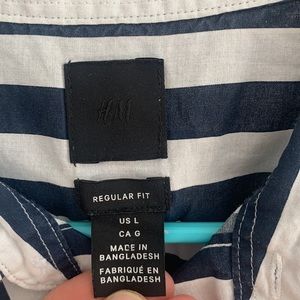 H&M
REGULAR FIT
US L
CA G
MADE IN
BANGLADESH
FABRIQUÉ EN
BANGLADESH